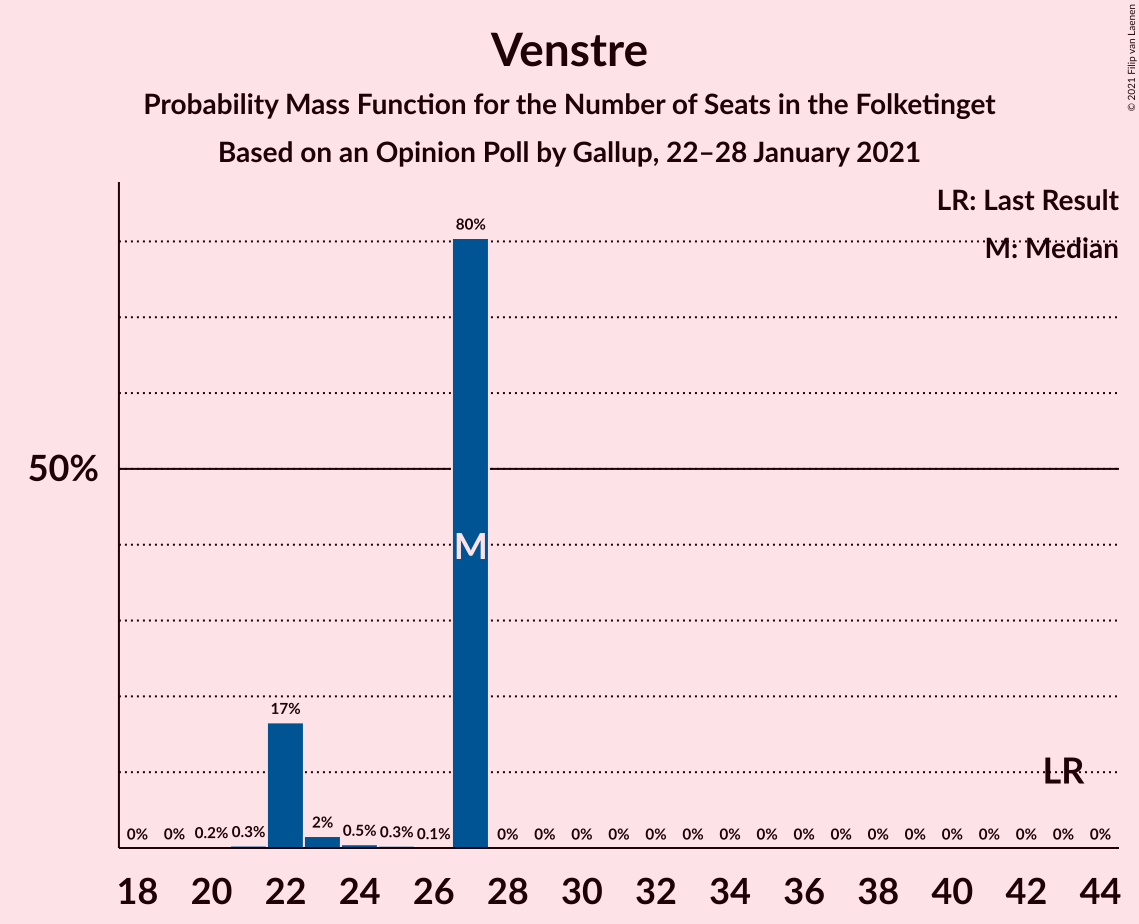 Venstre
Probability Mass Function for the Number of Seats in the Folketinget
Based on an Opinion Poll by Gallup, 22–28 January 2021
© 2021 Filip van Laenen
LR: Last Result
M: Median
80%
50%
M
17%
LR
0% 0% 0.2% 0.3% 2% 0.5% 0.3% 0.1% 0% 0% 0% 0% 0% 0% 0% 0% 0% 0% 0% 0% 0% 0% 0% 0% 0%
18 20 22 24 26 28 30 32 34 36 38 40 42 44